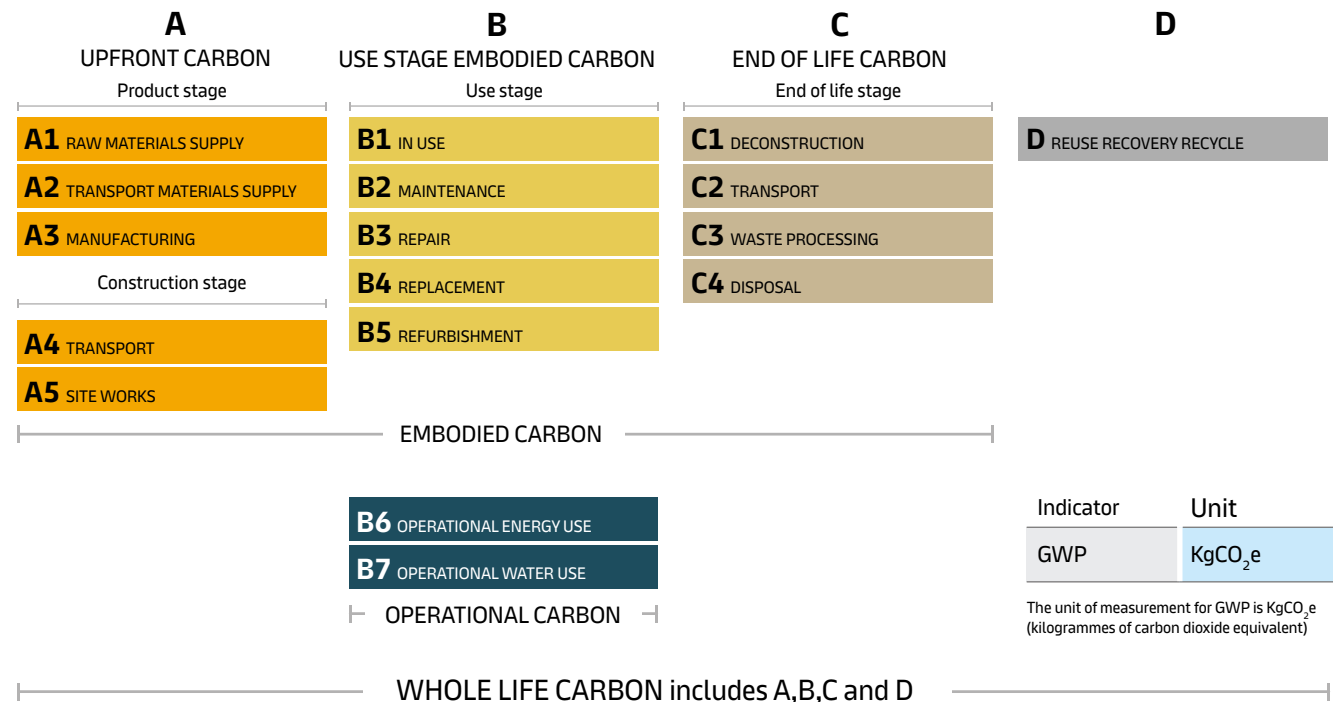 A
UPFRONT CARBON
Product stage
A1 RAW MATERIALS SUPPLY
A2 TRANSPORT MATERIALS SUPPLY
A3 MANUFACTURING
Construction stage
A4 TRANSPORT
A5 SITE WORKS
B
USE STAGE EMBODIED CARBON
Use stage
B1 IN USE
B2 MAINTENANCE
B3 REPAIR
B4 REPLACEMENT
B5 REFURBISHMENT
C
END OF LIFE CARBON
End of life stage
C1 DECONSTRUCTION
C2 TRANSPORT
C3 WASTE PROCESSING
C4 DISPOSAL
D
D REUSE RECOVERY RECYCLE
EMBODIED CARBON
B6 OPERATIONAL ENERGY USE
B7 OPERATIONAL WATER USE
OPERATIONAL CARBON
Indicator Unit
GWP KgCO₂e
The unit of measurement for GWP is KgCO₂e
(kilogrammes of carbon dioxide equivalent)
WHOLE LIFE CARBON includes A,B,C and D